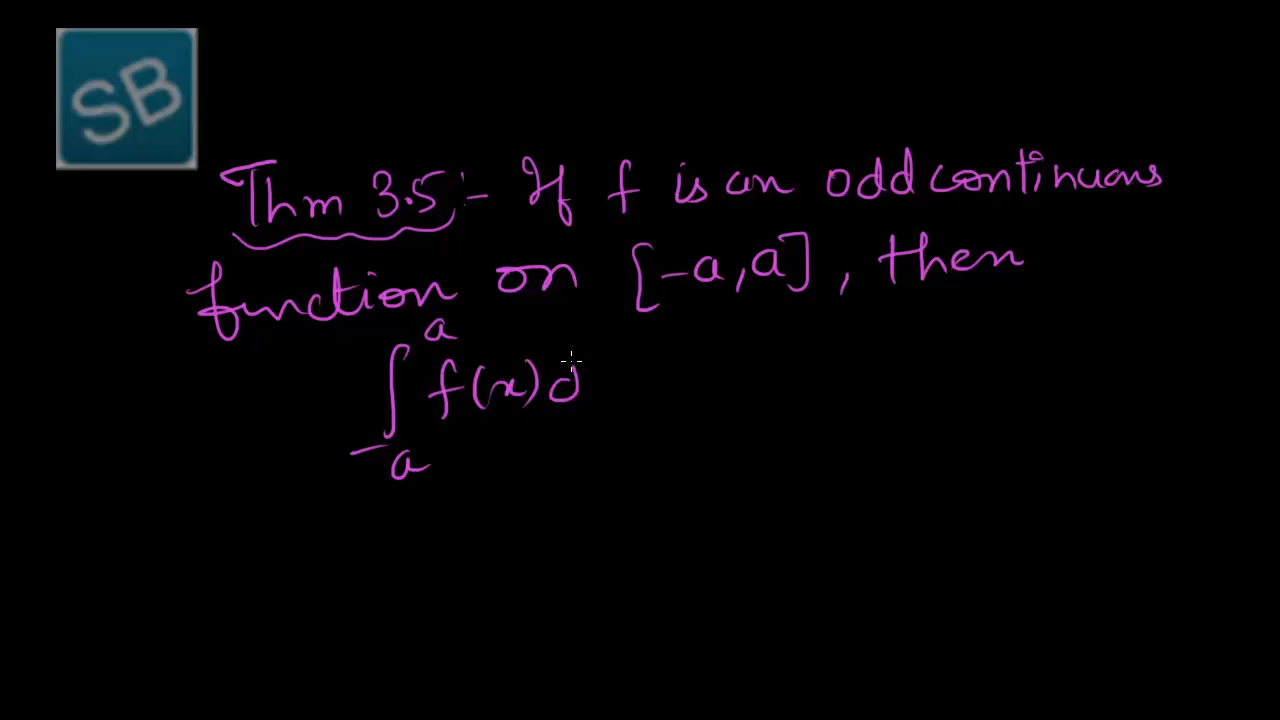 SB
Thm 3.5:- If f is an odd continuous
function on [-a, a], then
∫_{-a}^{a} f(x) d